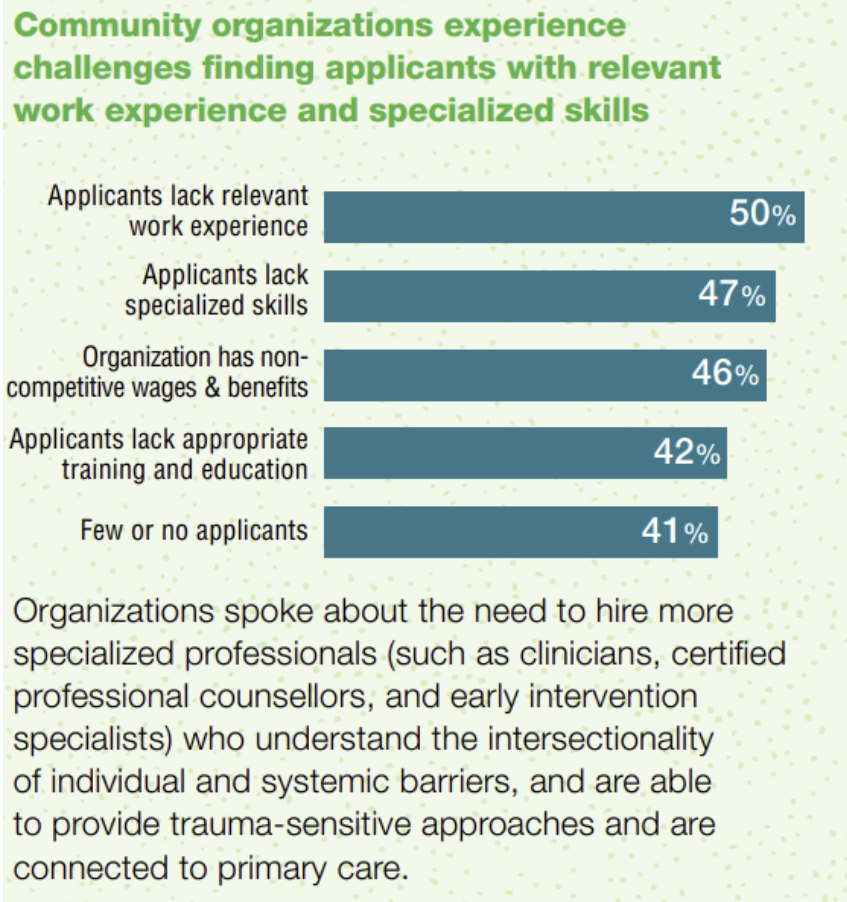 Community organizations experience
challenges finding applicants with relevant
work experience and specialized skills
Applicants lack relevant
work experience
50%
Applicants lack
specialized skills
47%
Organization has non-
competitive wages & benefits
46%
Applicants lack appropriate
training and education
42%
Few or no applicants
41%
Organizations spoke about the need to hire more
specialized professionals (such as clinicians, certified
professional counsellors, and early intervention
specialists) who understand the intersectionality
of individual and systemic barriers, and are able
to provide trauma-sensitive approaches and are
connected to primary care.